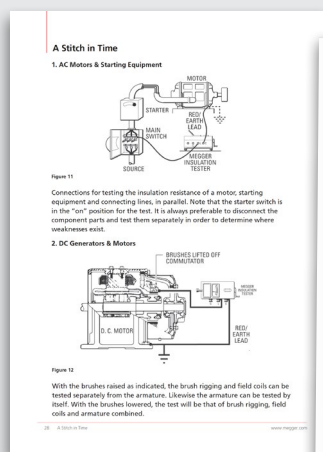 A Stitch in Time
1. AC Motors & Starting Equipment
MOTOR
STARTER
RED/
EARTH
LEAD
MAIN
SWITCH
MEGGER
INSULATION
TESTER
SOURCE
Figure 11
Connections for testing the insulation resistance of a motor, starting
equipment and connecting lines, in parallel. Note that the starter switch is
in the "on" position for the test. It is always preferable to disconnect the
component parts and test them separately in order to determine where
weaknesses exist.
2. DC Generators & Motors
BRUSHES LIFTED OFF
COMMUTATOR
MEGGER
INSULATION
TESTER
D. C. MOTOR
RED/
EARTH
LEAD
Figure 12
With the brushes raised as indicated, the brush rigging and field coils can be
tested separately from the armature. Likewise the armature can be tested by
itself. With the brushes lowered, the test will be that of brush rigging, field
coils and armature combined.
28 A Stitch in Time www.megger.com